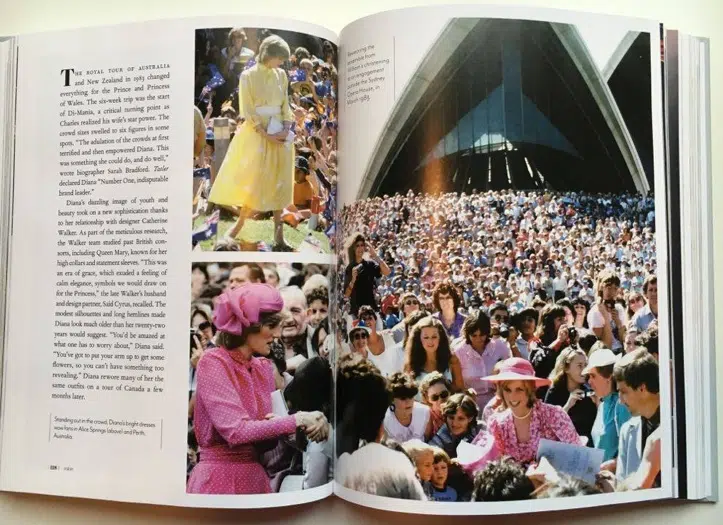 THE ROYAL TOUR OF AUSTRALIA
and New Zealand in 1983 changed
everything for the Prince and Princess
of Wales. The six-week trip was the start
of Di-Mania, a critical turning point as
Charles realized his wife's star power. The
crowd sizes swelled to six figures in some
spots. "The adulation of the crowds at first
terrified and then empowered Diana. This
was something she could do, and do well,"
wrote biographer Sarah Bradford. Tatler
declared Diana "Number One, indisputable
brand leader."
Diana's dazzling image of youth and
beauty took on a new sophistication thanks
to her relationship with designer Catherine
Walker. As part of the meticulous research,
the Walker team studied past British con-
sorts, including Queen Mary, known for her
high collars and statement sleeves. "This was
an era of grace, which exuded a feeling of
calm elegance, symbols we would draw on
for the Princess," the late Walker's husband
and design partner, Said Cyrus, recalled. The
modest silhouettes and long hemlines made
Diana look much older than her twenty-two
years would suggest. "You'd be amazed at
what one has to worry about," Diana said.
"You've got to put your arm up to get some
flowers, so you can't have something too
revealing." Diana rewore many of her the
same outfits on a tour of Canada a few
months later.
Standing out in the crowd, Diana's bright dresses
wow fans in Alice Springs (above) and Perth,
Australia.
Reworking the
ensemble from
William's christening
to an engagement
outside the Sydney
Opera House, in
March 1983